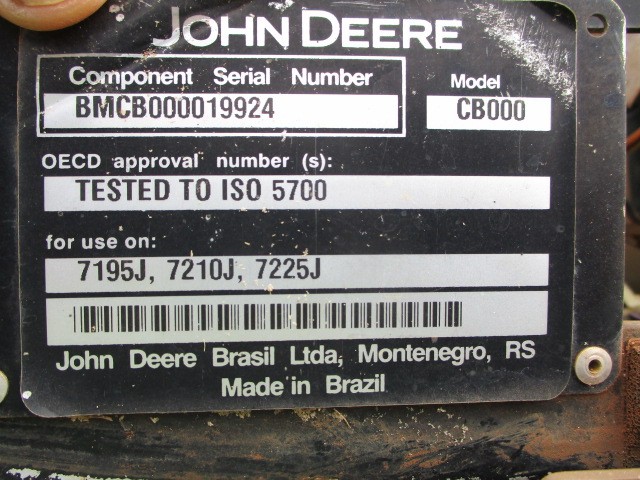 JOHN DEERE
Component Serial Number
Model
BMCB000019924
CB000
OECD approval number (s):
TESTED TO ISO 5700
for use on:
7195J, 7210J, 7225J
John Deere Brasil Ltda, Montenegro, RS
Made in Brazil